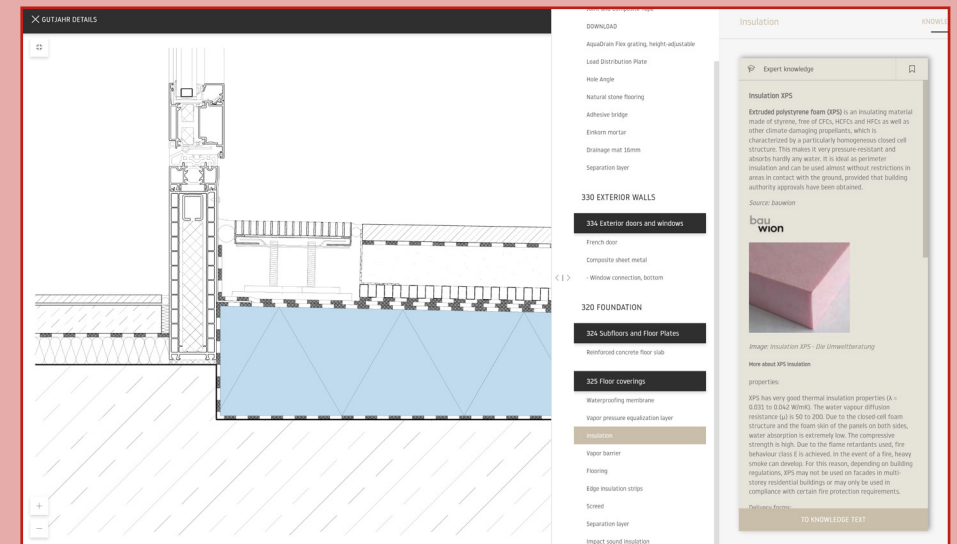 GUTJAHR DETAILS
DOWNLOAD
AquaDrain Flex grating, height-adjustable
Load Distribution Plate
Hole Angle
Natural stone flooring
Adhesive bridge
Einkorn mortar
Drainage mat 16mm
Separation layer
330 EXTERIOR WALLS
334 Exterior doors and windows
French door
Composite sheet metal
- Window connection, bottom
320 FOUNDATION
324 Subfloors and Floor Plates
Reinforced concrete floor slab
325 Floor coverings
Waterproofing membrane
Vapor pressure equalization layer
Insulation
Vapor barrier
Flooring
Edge insulation strips
Screed
Separation layer
Impact sound insulation
Insulation
KNOWLE
Expert knowledge
Insulation XPS
Extruded polystyrene foam (XPS) is an insulating material
made of styrene, free of CFCs, HCFCs and HFCs as well as
other climate-damaging propellants, which is
characterized by a particularly homogeneous closed cell
structure. This makes it very pressure-resistant and
absorbs hardly any water. It is ideal as perimeter
insulation and can be used almost without restrictions in
areas in contact with the ground, provided that building
authority approvals have been obtained.
Source: bauwion
bau
wion
Image: Insulation XPS - Die Umweltberatung
More about XPS insulation
properties:
XPS has very good thermal insulation properties (λ =
0.031 to 0.042 W/mK). The water vapour diffusion
resistance (μ) is 50 to 200. Due to the closed-cell foam
structure and the foam skin of the panels on both sides,
water absorption is extremely low. The compressive
strength is high. Due to the flame retardants used, fire
behaviour class E is achieved. In the event of a fire, heavy
smoke can develop. For this reason, depending on building
regulations, XPS may not be used on facades in multi-
storey residential buildings or may only be used in
compliance with certain fire protection requirements.
Delivery forms:
TO KNOWLEDGE TEXT